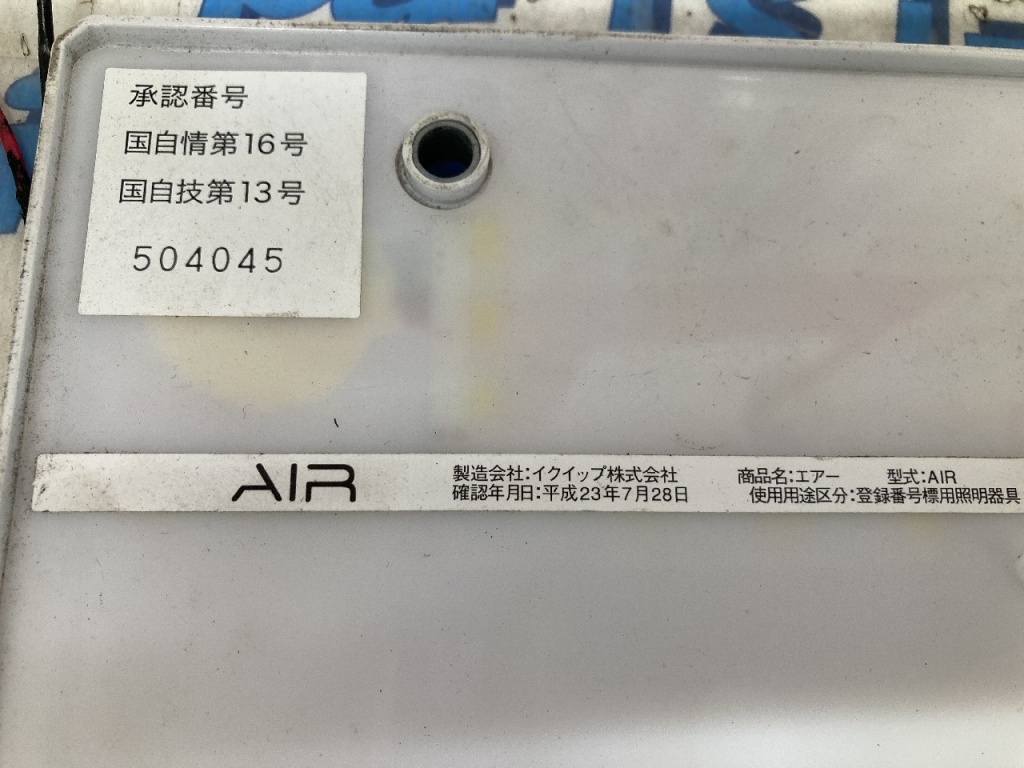 承認番号
国自情第16号
国自技第13号
504045
AIR
製造会社:イクイップ株式会社 商品名:エアー 型式:AIR
確認年月日:平成23年7月28日 使用用途区分:登録番号標用照明器具